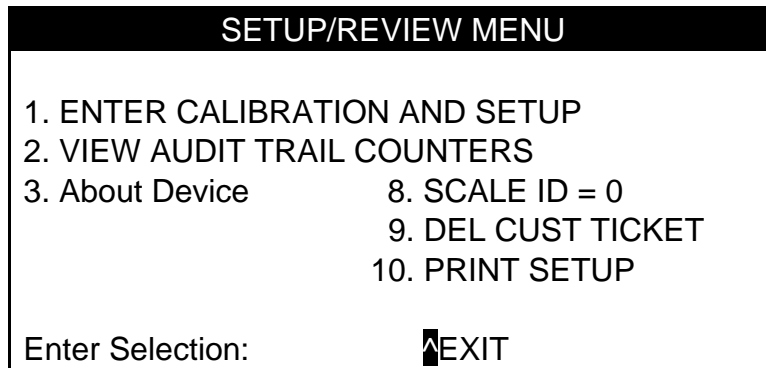 SETUP/REVIEW MENU
1. ENTER CALIBRATION AND SETUP
2. VIEW AUDIT TRAIL COUNTERS
3. About Device 8. SCALE ID = 0
9. DEL CUST TICKET
10. PRINT SETUP
Enter Selection: ^EXIT